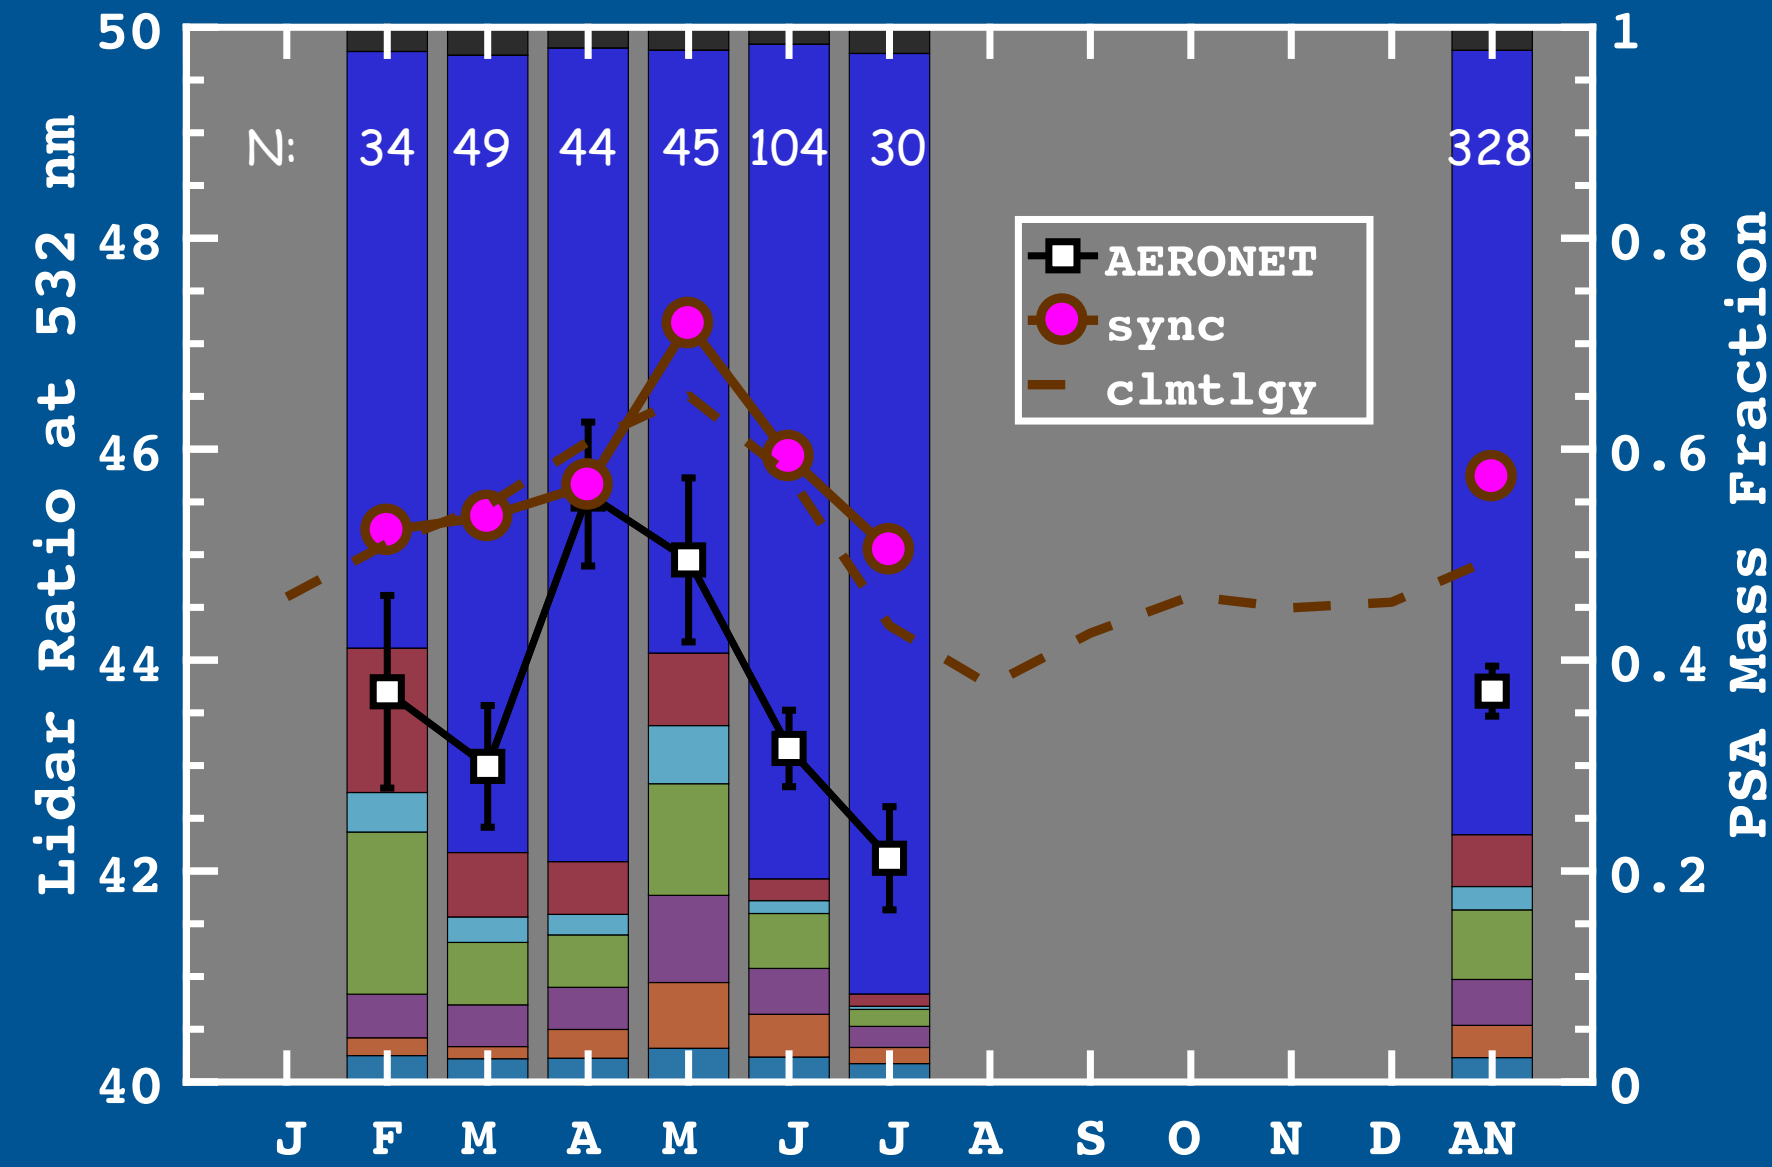 50
48
46
44
42
40
Lidar Ratio at 532 nm
N: 34 49 44 45 104 30 328
AERONET
sync
clmtlgy
1
0.8
0.6
0.4
0.2
0
PSA Mass Fraction
J F M A M J J A S O N D AN